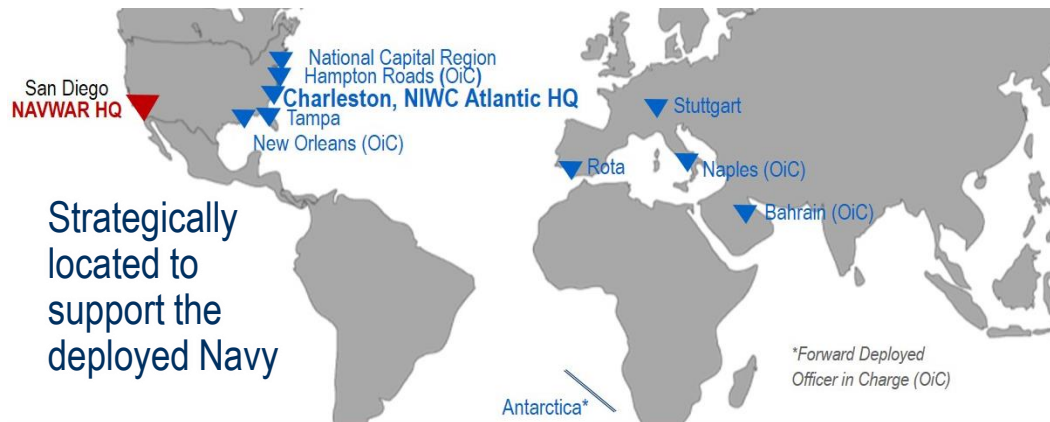 National Capital Region
Hampton Roads (OiC)
San Diego
NAVWAR HQ
Charleston, NIWC Atlantic HQ
Tampa
New Orleans (OiC)
Stuttgart
Rota
Naples (OiC)
Bahrain (OiC)
Strategically
located to
support the
deployed Navy
*Forward Deployed
Officer in Charge (OiC)
Antarctica*